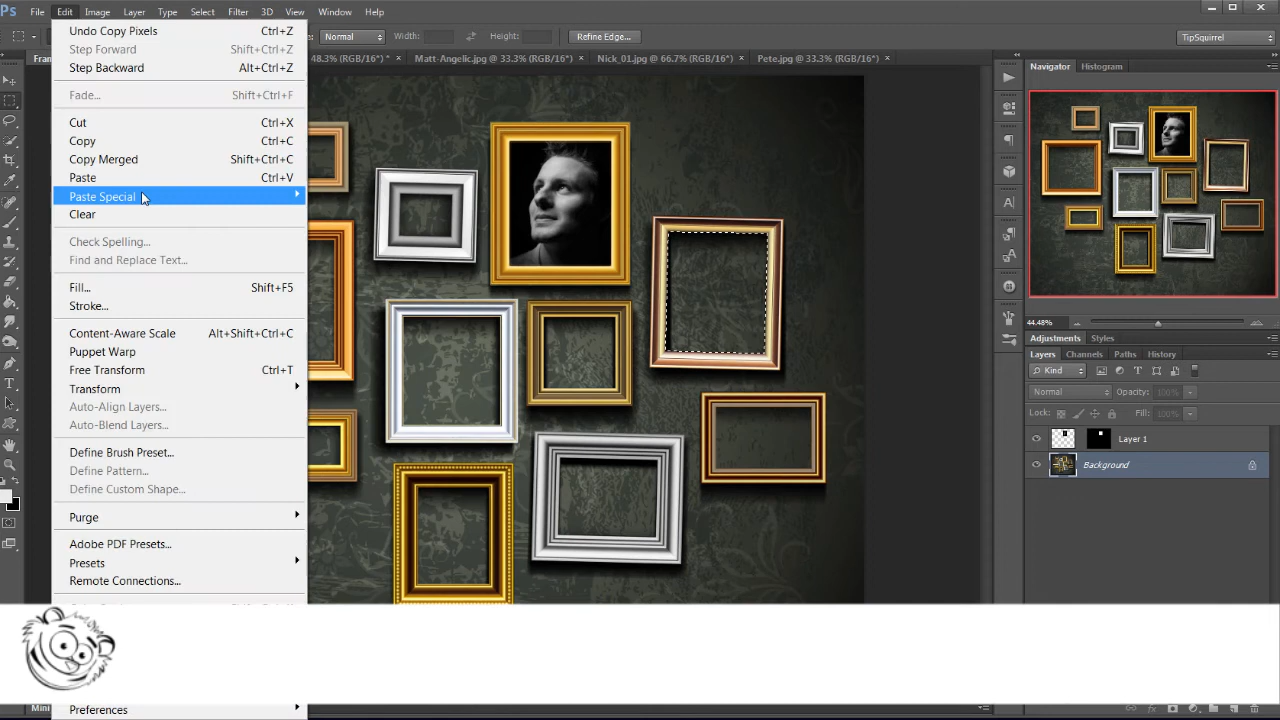 Ps File Edit Image Layer Type Select Filter 3D View Window Help
Normal Width: Height: Refine Edge... TipSquirrel
Fran 48.3% (RGB/16*) * × Matt-Angelic.jpg @ 33.3% (RGB/16*) × Nick_01.jpg @ 66.7% (RGB/16*) × Pete.jpg @ 33.3% (RGB/16*) ×
Undo Copy Pixels Ctrl+Z
Step Forward Shift+Ctrl+Z
Step Backward Alt+Ctrl+Z
Fade... Shift+Ctrl+F
Cut Ctrl+X
Copy Ctrl+C
Copy Merged Shift+Ctrl+C
Paste Ctrl+V
Paste Special
Clear
Check Spelling...
Find and Replace Text...
Fill... Shift+F5
Stroke...
Content-Aware Scale Alt+Shift+Ctrl+C
Puppet Warp
Free Transform Ctrl+T
Transform
Auto-Align Layers...
Auto-Blend Layers...
Define Brush Preset...
Define Pattern...
Define Custom Shape...
Purge
Adobe PDF Presets...
Presets
Remote Connections...
Preferences
Mini
Navigator Histogram
44.48%
Adjustments Styles
Layers Channels Paths History
Kind
Normal Opacity: 100%
Lock: Fill: 100%
Layer 1
Background